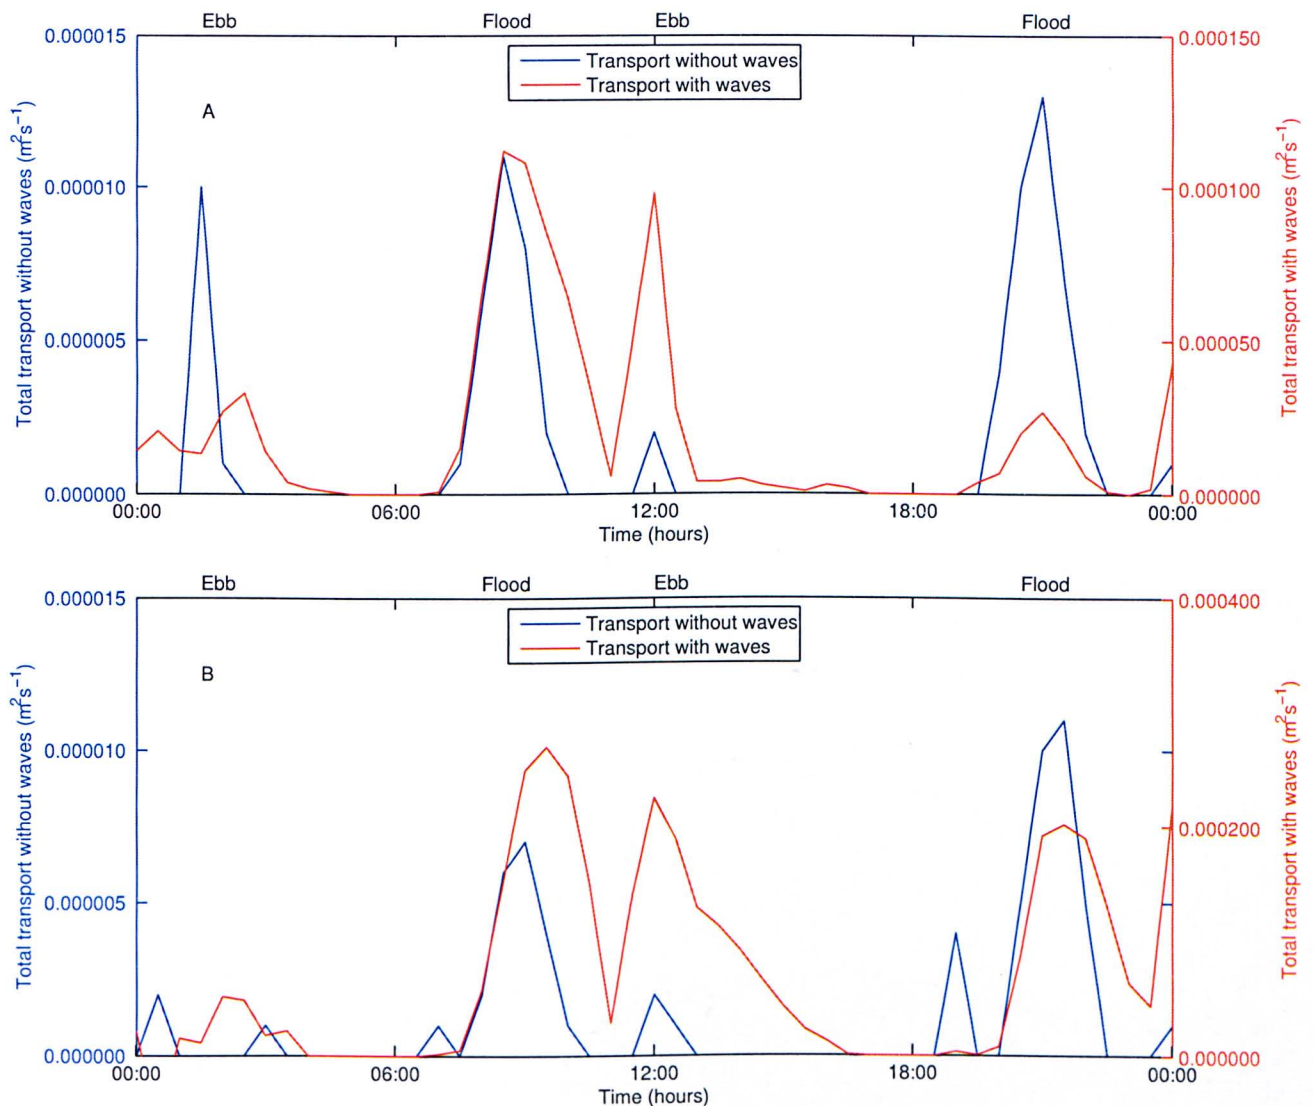 Ebb Flood Ebb Flood
0.000015 0.000150
Transport without waves
Transport with waves
A
0.000010 0.000100
0.000005 0.000050
0.000000 0.000000
00:00 06:00 12:00 18:00 00:00
Time (hours)
Total transport without waves (m²s⁻¹)
Total transport with waves (m²s⁻¹)
Ebb Flood Ebb Flood
0.000015 0.000400
Transport without waves
Transport with waves
B
0.000010
0.000200
0.000005
0.000000 0.000000
00:00 06:00 12:00 18:00 00:00
Time (hours)
Total transport without waves (m²s⁻¹)
Total transport with waves (m²s⁻¹)